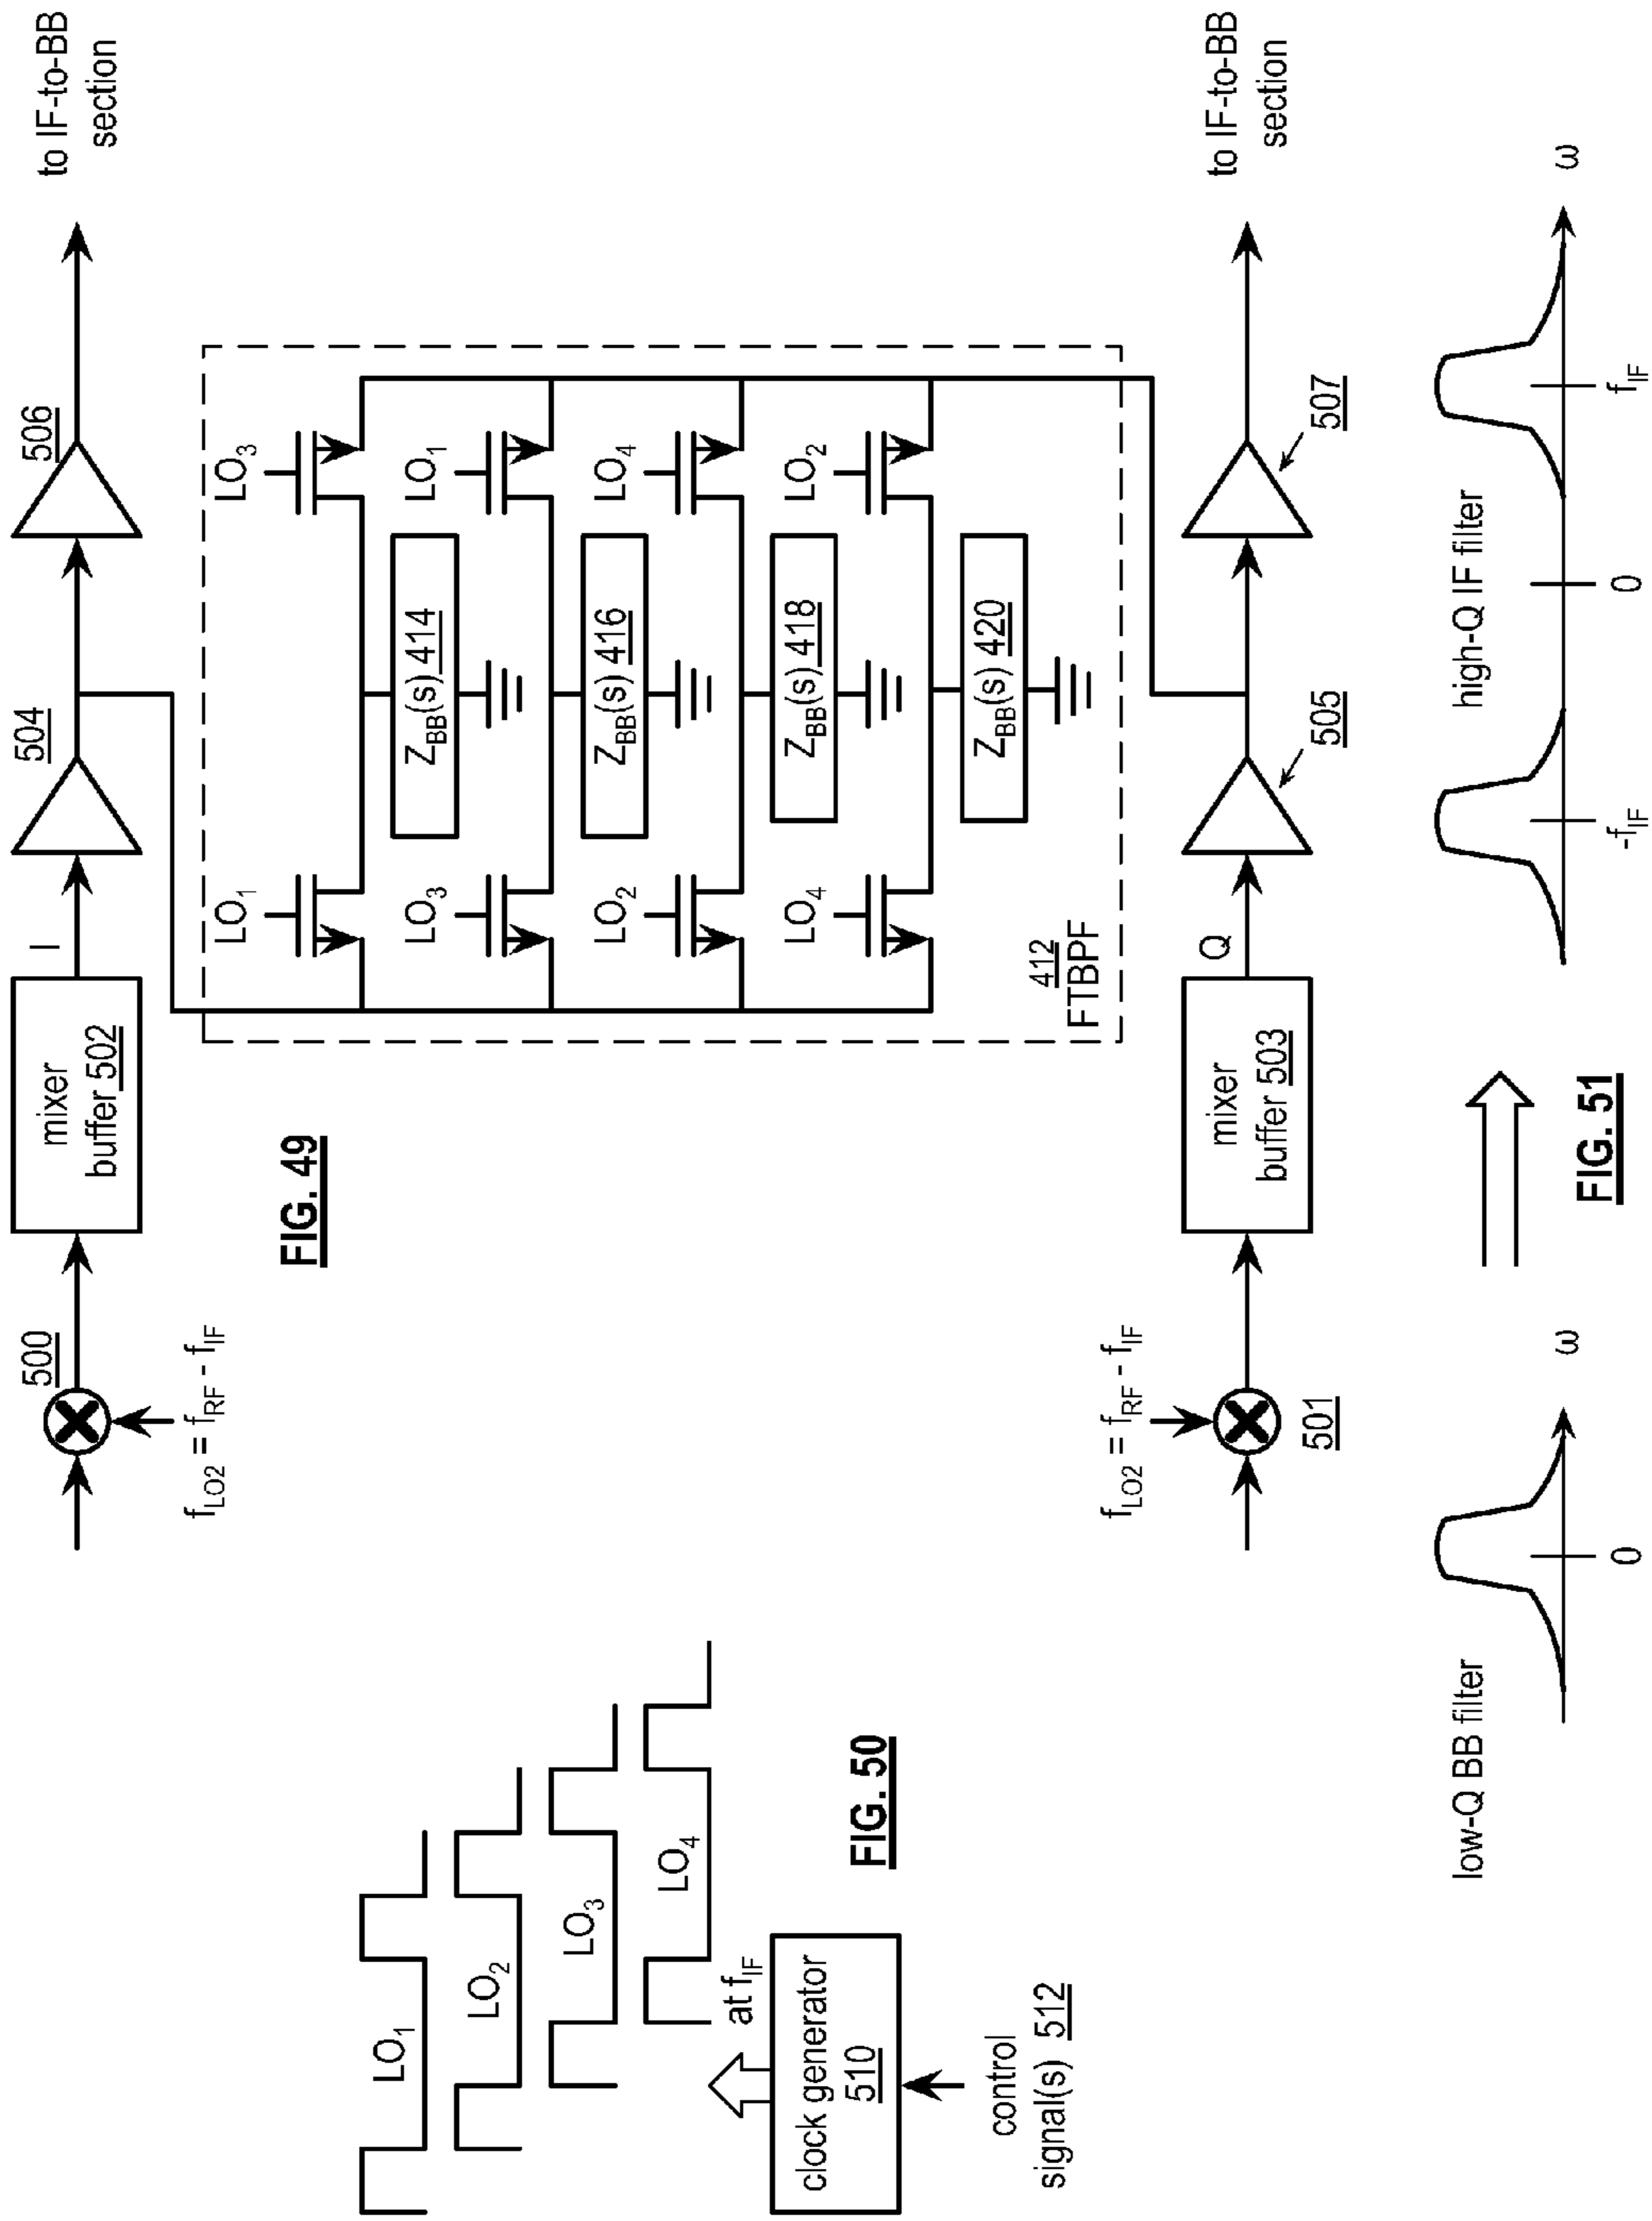 500
f_LO2 = f_RF - f_IF
mixer
buffer 502
I
504
506
to IF-to-BB
section
FIG. 49
LO1
LO3
Z_BB(s) 414
LO3
LO1
Z_BB(s) 416
LO2
LO4
Z_BB(s) 418
LO4
LO2
Z_BB(s) 420
412
FTBPF
f_LO2 = f_RF - f_IF
501
mixer
buffer 503
Q
505
507
to IF-to-BB
section
LO1
LO2
LO3
LO4
at f_IF
clock generator
510
control
signal(s) 512
FIG. 50
low-Q BB filter
0
ω
high-Q IF filter
-f_IF
0
f_IF
ω
FIG. 51